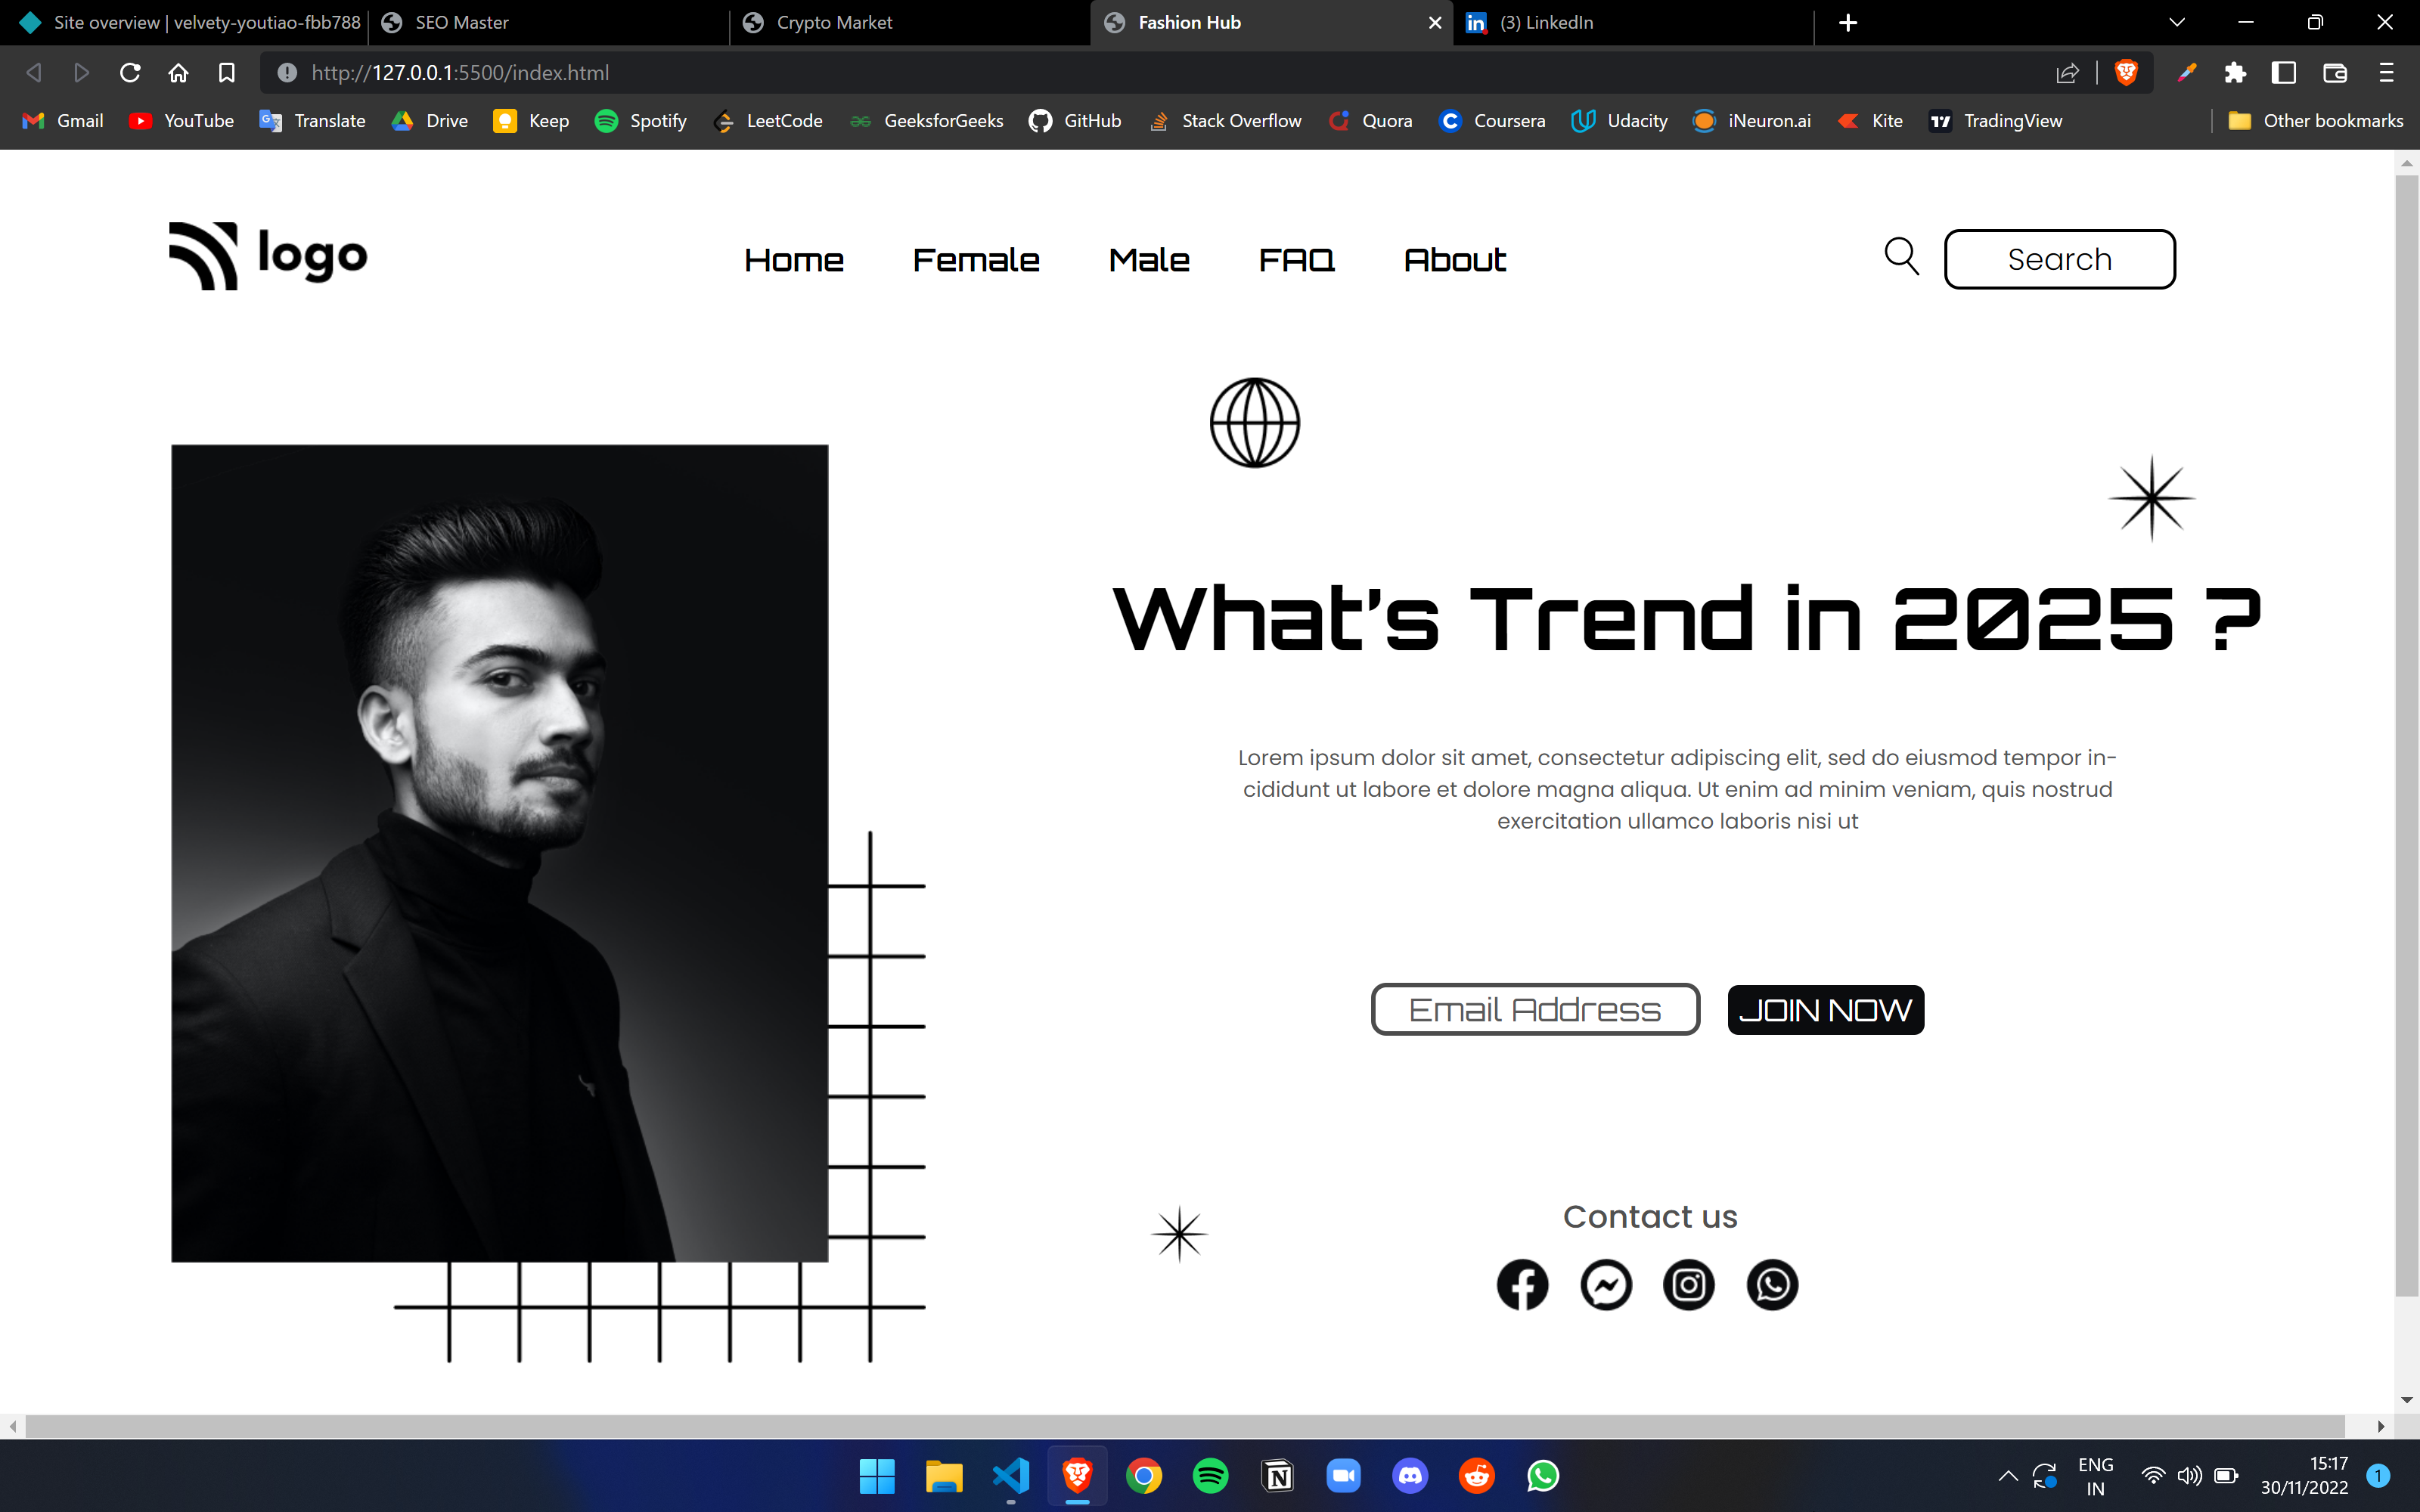 Site overview | velvety-youtiao-fbb788
SEO Master
Crypto Market
Fashion Hub
(3) LinkedIn
http://127.0.0.1:5500/index.html
Gmail YouTube Translate Drive Keep Spotify LeetCode GeeksforGeeks GitHub Stack Overflow Quora Coursera Udacity iNeuron.ai Kite TradingView Other bookmarks
logo
Home Female Male FAQ About
Search
What's Trend in 2025 ?
Lorem ipsum dolor sit amet, consectetur adipiscing elit, sed do eiusmod tempor in-
cididunt ut labore et dolore magna aliqua. Ut enim ad minim veniam, quis nostrud
exercitation ullamco laboris nisi ut
Email Address JOIN NOW
Contact us
ENG
IN
15:17
30/11/2022
1